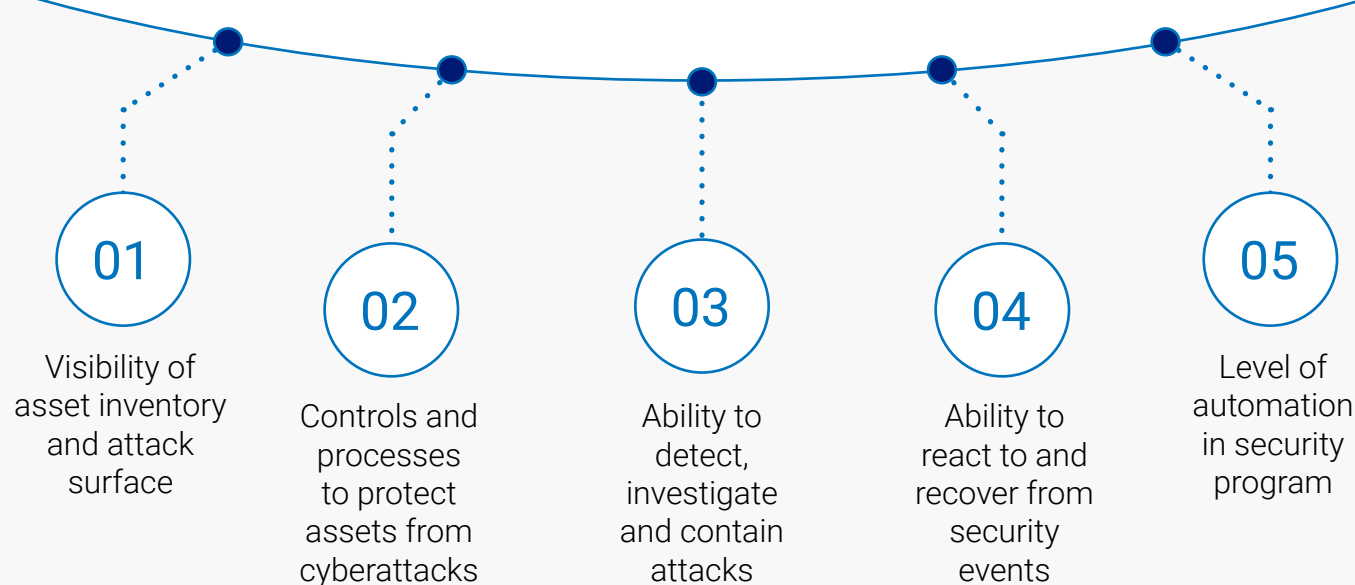 01
Visibility of
asset inventory
and attack
surface
02
Controls and
processes
to protect
assets from
cyberattacks
03
Ability to
detect,
investigate
and contain
attacks
04
Ability to
react to and
recover from
security
events
05
Level of
automation
in security
program